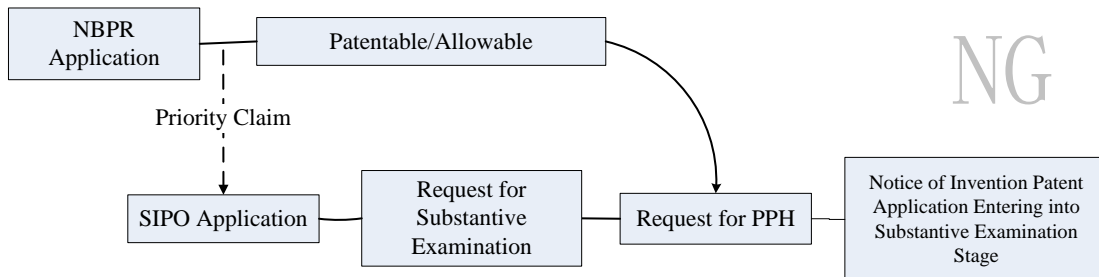 NBPR
Application
Patentable/Allowable
NG
Priority Claim
SIPO Application
Request for
Substantive
Examination
Request for PPH
Notice of Invention Patent
Application Entering into
Substantive Examination
Stage